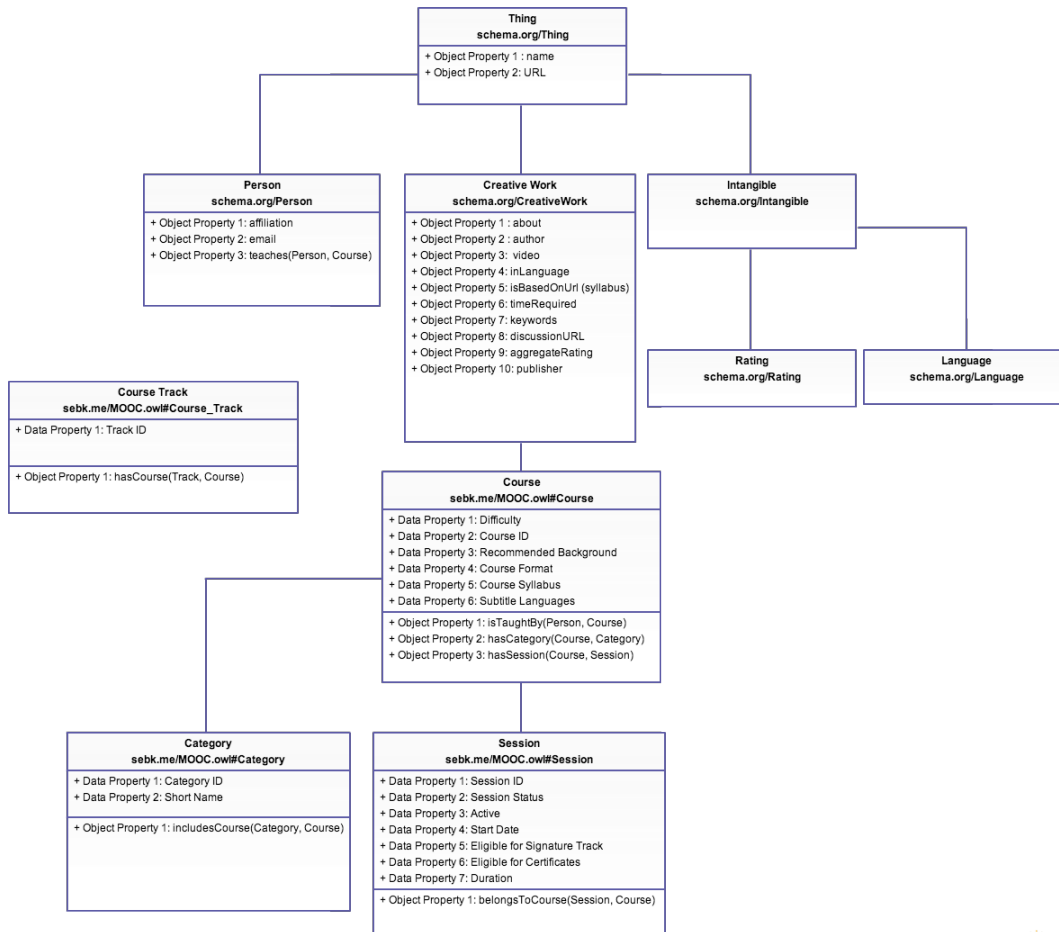 Thing
schema.org/Thing
+ Object Property 1 : name
+ Object Property 2: URL
Person
schema.org/Person
+ Object Property 1: affiliation
+ Object Property 2: email
+ Object Property 3: teaches(Person, Course)
Creative Work
schema.org/CreativeWork
+ Object Property 1 : about
+ Object Property 2 : author
+ Object Property 3:  video
+ Object Property 4: inLanguage
+ Object Property 5: isBasedOnUrl (syllabus)
+ Object Property 6: timeRequired
+ Object Property 7: keywords
+ Object Property 8: discussionURL
+ Object Property 9: aggregateRating
+ Object Property 10: publisher
Intangible
schema.org/Intangible
Rating
schema.org/Rating
Language
schema.org/Language
Course Track
sebk.me/MOOC.owl#Course_Track
+ Data Property 1: Track ID
+ Object Property 1: hasCourse(Track, Course)
Course
sebk.me/MOOC.owl#Course
+ Data Property 1: Difficulty
+ Data Property 2: Course ID
+ Data Property 3: Recommended Background
+ Data Property 4: Course Format
+ Data Property 5: Course Syllabus
+ Data Property 6: Subtitle Languages
+ Object Property 1: isTaughtBy(Person, Course)
+ Object Property 2: hasCategory(Course, Category)
+ Object Property 3: hasSession(Course, Session)
Category
sebk.me/MOOC.owl#Category
+ Data Property 1: Category ID
+ Data Property 2: Short Name
+ Object Property 1: includesCourse(Category, Course)
Session
sebk.me/MOOC.owl#Session
+ Data Property 1: Session ID
+ Data Property 2: Session Status
+ Data Property 3: Active
+ Data Property 4: Start Date
+ Data Property 5: Eligible for Signature Track
+ Data Property 6: Eligible for Certificates
+ Data Property 7: Duration
+ Object Property 1: belongsToCourse(Session, Course)